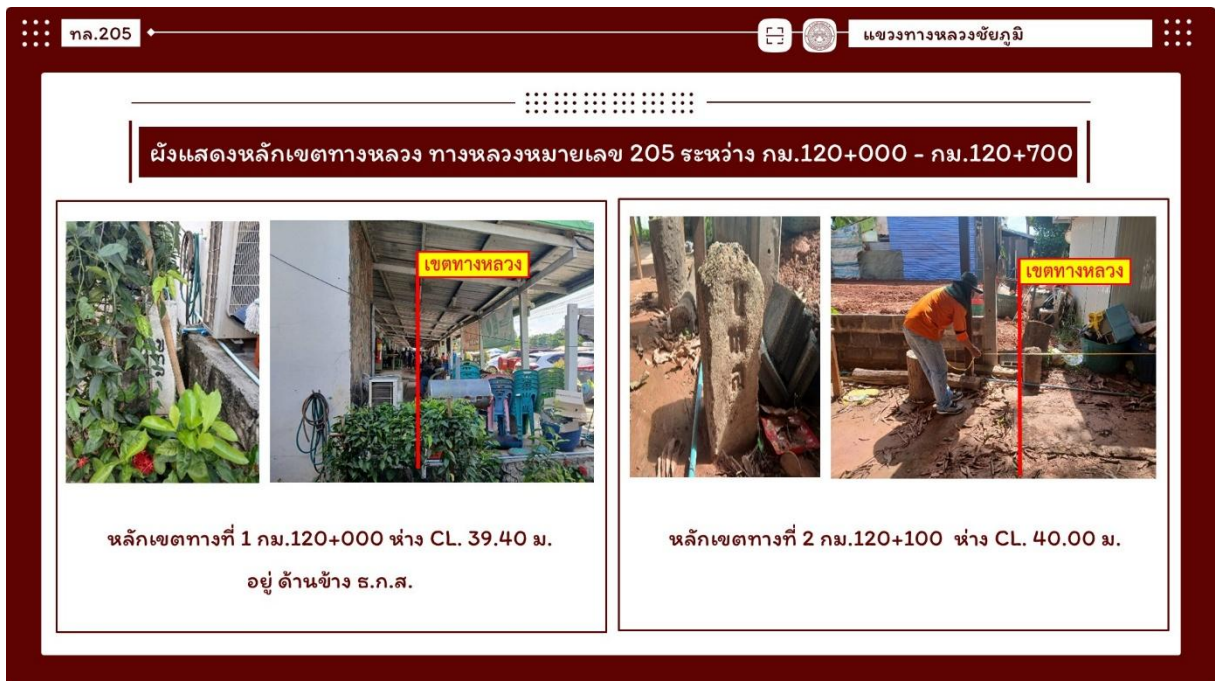 ทล.205
แขวงทางหลวงชัยภูมิ
ผังแสดงหลักเขตทางหลวง ทางหลวงหมายเลข 205 ระหว่าง กม.120+000 - กม.120+700
เขตทางหลวง
เขตทางหลวง
หลักเขตทางที่ 1 กม.120+000 ห่าง CL. 39.40 ม.
อยู่ ด้านข้าง ธ.ก.ส.
หลักเขตทางที่ 2 กม.120+100 ห่าง CL. 40.00 ม.